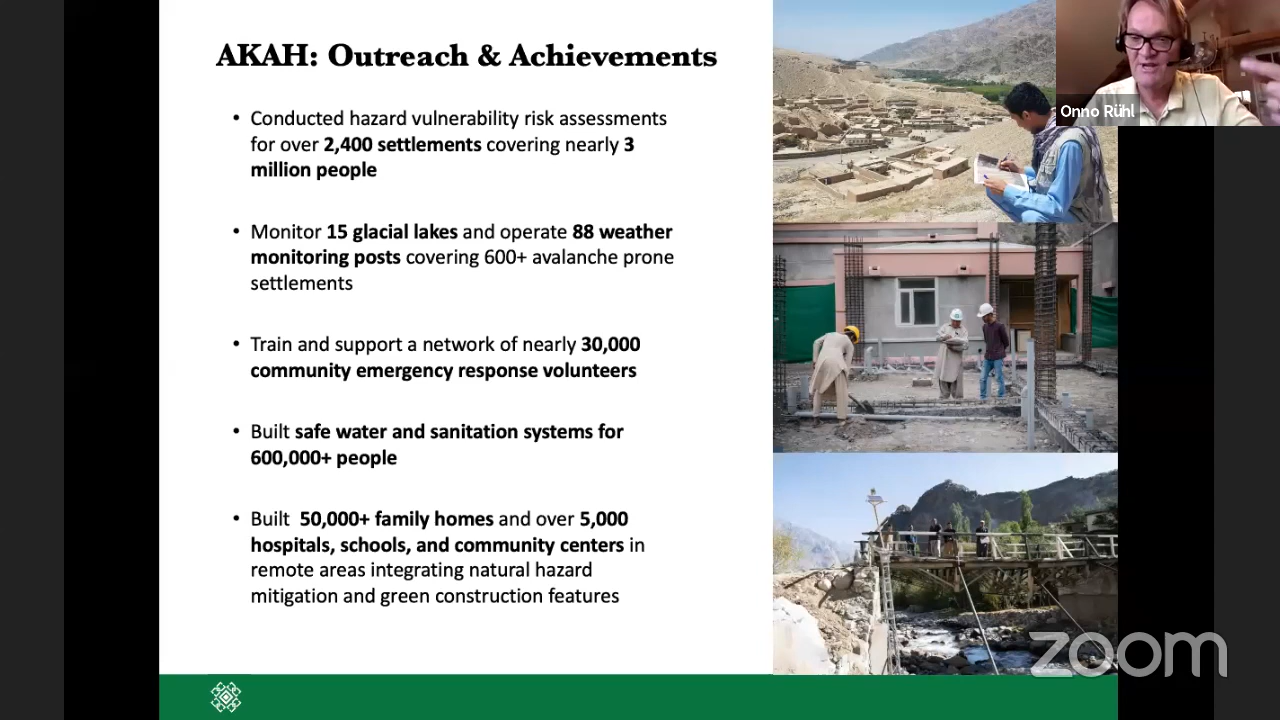 AKAH: Outreach & Achievements
• Conducted hazard vulnerability risk assessments
for over 2,400 settlements covering nearly 3
million people
• Monitor 15 glacial lakes and operate 88 weather
monitoring posts covering 600+ avalanche prone
settlements
• Train and support a network of nearly 30,000
community emergency response volunteers
• Built safe water and sanitation systems for
600,000+ people
• Built 50,000+ family homes and over 5,000
hospitals, schools, and community centers in
remote areas integrating natural hazard
mitigation and green construction features
Onno Rühl
zoom